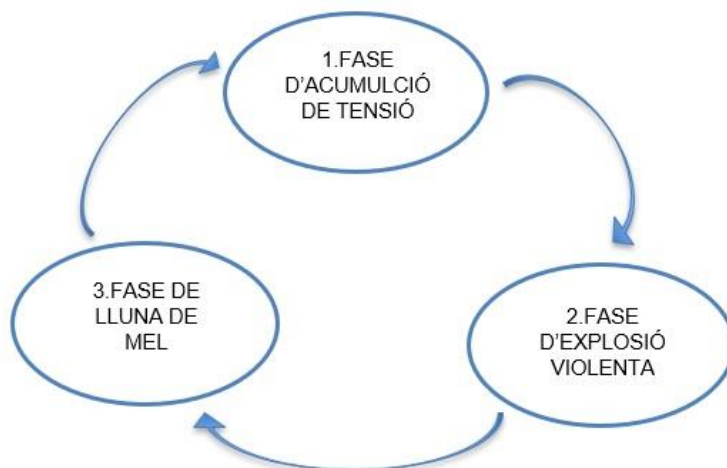 1.FASE
D’ACUMULCIÓ
DE TENSIÓ
2.FASE
D’EXPLOSIÓ
VIOLENTA
3.FASE DE
LLUNA DE
MEL